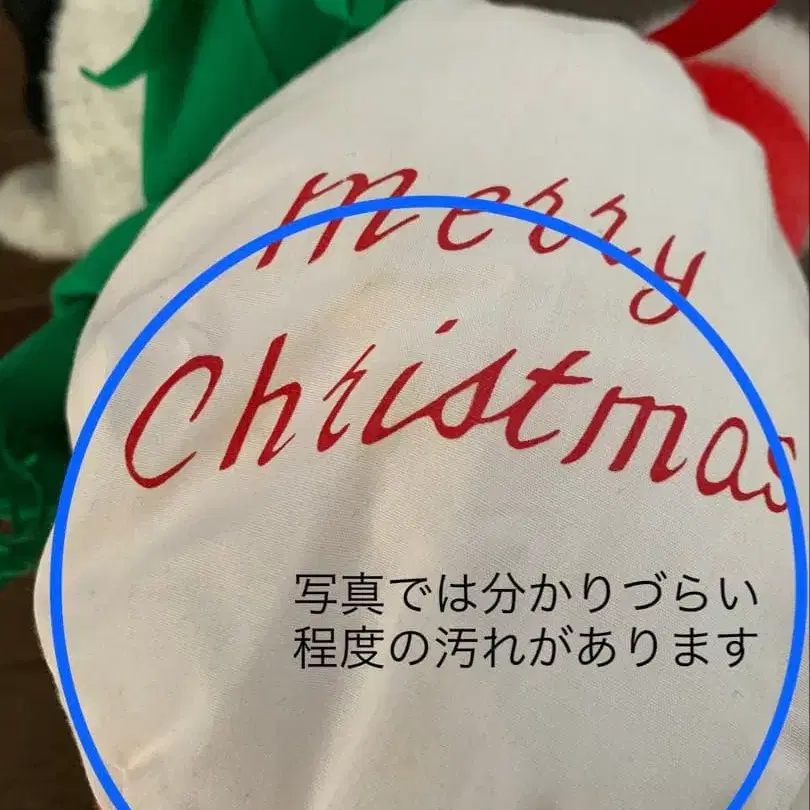 merry
Christmas
写真では分かりづらい
程度の汚れがあります